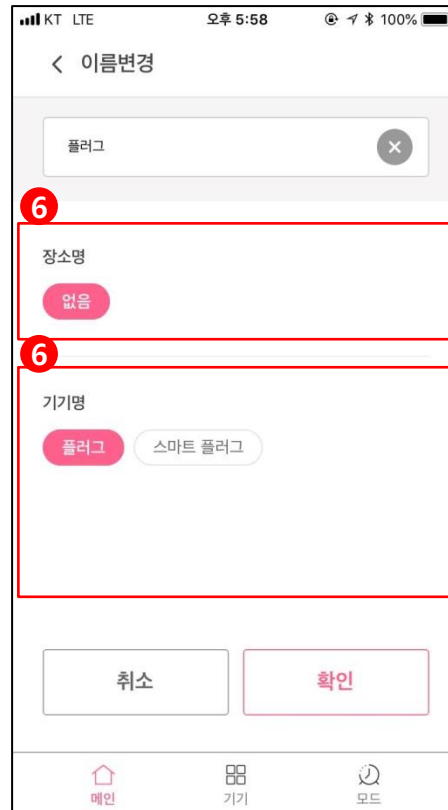 KT LTE 오후 5:58 100%
이름변경
플러그
6
장소명
없음
6
기기명
플러그 스마트 플러그
취소 확인
메인 기기 모드